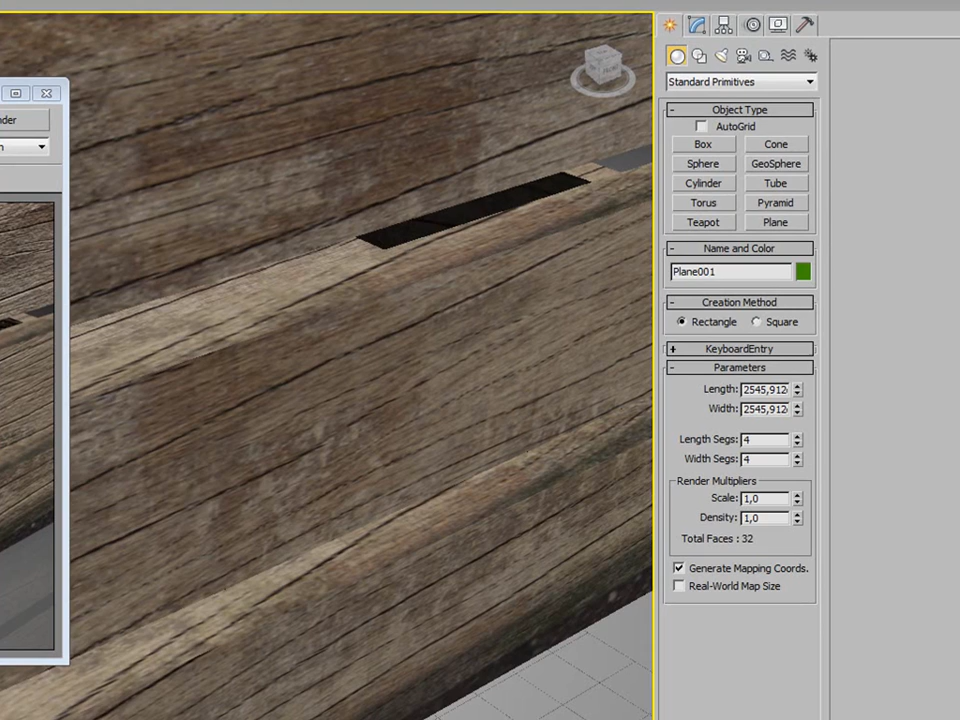 der
n
Standard Primitives
- Object Type
AutoGrid
Box Cone
Sphere GeoSphere
Cylinder Tube
Torus Pyramid
Teapot Plane
- Name and Color
Plane001
- Creation Method
Rectangle Square
+ KeyboardEntry
- Parameters
Length: 2545,912
Width: 2545,912
Length Segs: 4
Width Segs: 4
Render Multipliers
Scale: 1,0
Density: 1,0
Total Faces : 32
Generate Mapping Coords.
Real-World Map Size